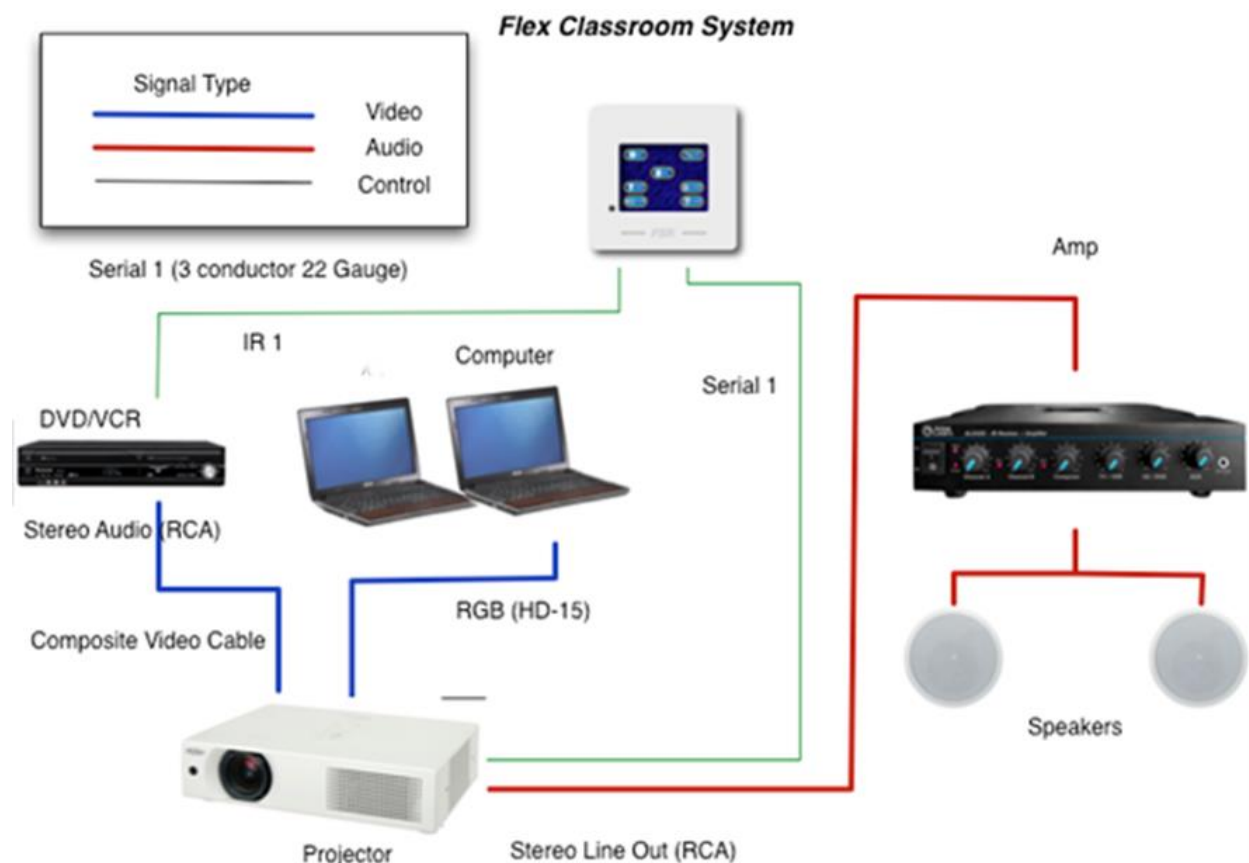 Flex Classroom System
Signal Type
Video
Audio
Control
Serial 1 (3 conductor 22 Gauge)
Amp
IR 1
Computer
Serial 1
DVD/VCR
Stereo Audio (RCA)
RGB (HD-15)
Composite Video Cable
Speakers
Projector
Stereo Line Out (RCA)